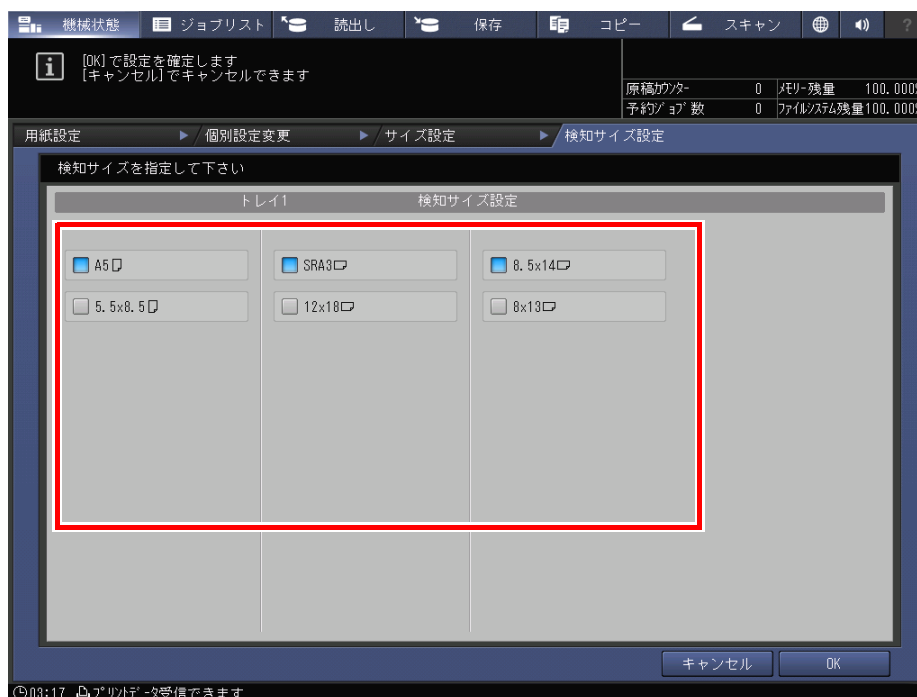 機械状態 ジョブリスト 読出し 保存 コピー スキャン ?
[OK]で設定を確定します
[キャンセル]でキャンセルできます
原稿カウンター 0 メモリー残量 100.000
予約ジョブ数 0 ファイルシステム残量100.000
用紙設定 個別設定変更 サイズ設定 検知サイズ設定
検知サイズを指定して下さい
トレイ1 検知サイズ設定
A5 SRA3 8.5x14
5.5x8.5 12x18 8x13
キャンセル OK
03:17 プリントデータ受信できます